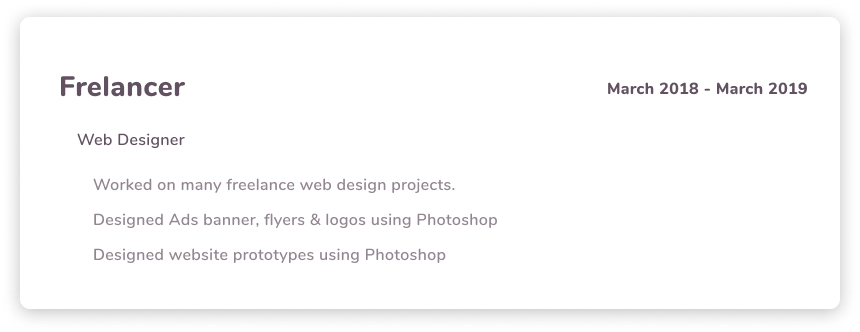 Frelancer
March 2018 - March 2019
Web Designer
Worked on many freelance web design projects.
Designed Ads banner, flyers & logos using Photoshop
Designed website prototypes using Photoshop